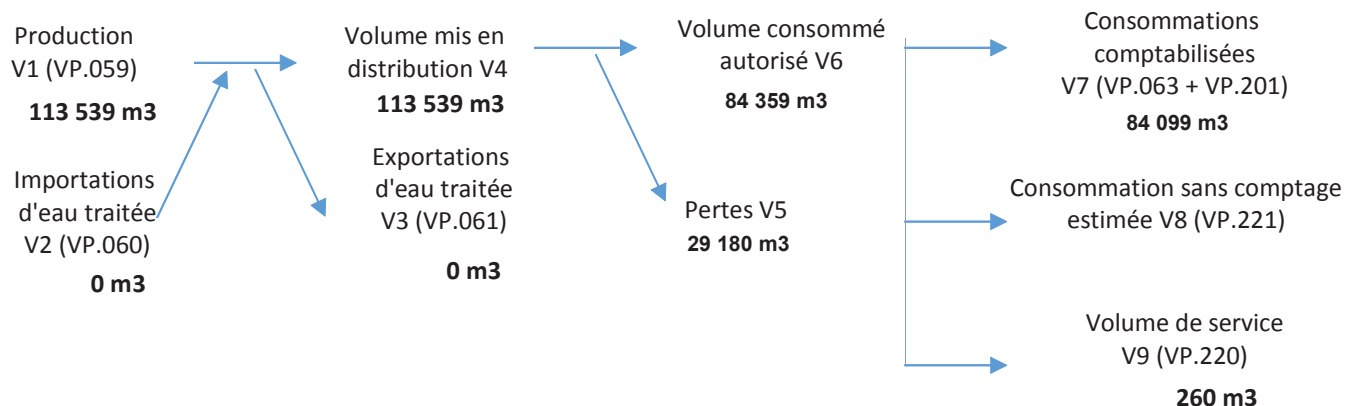 Production
V1 (VP.059)
113 539 m3
Importations
d'eau traitée
V2 (VP.060)
0 m3
Volume mis en
distribution V4
113 539 m3
Exportations
d'eau traitée
V3 (VP.061)
0 m3
Volume consommé
autorisé V6
84 359 m3
Pertes V5
29 180 m3
Consommations
comptabilisées
V7 (VP.063 + VP.201)
84 099 m3
Consommation sans comptage
estimée V8 (VP.221)
Volume de service
V9 (VP.220)
260 m3